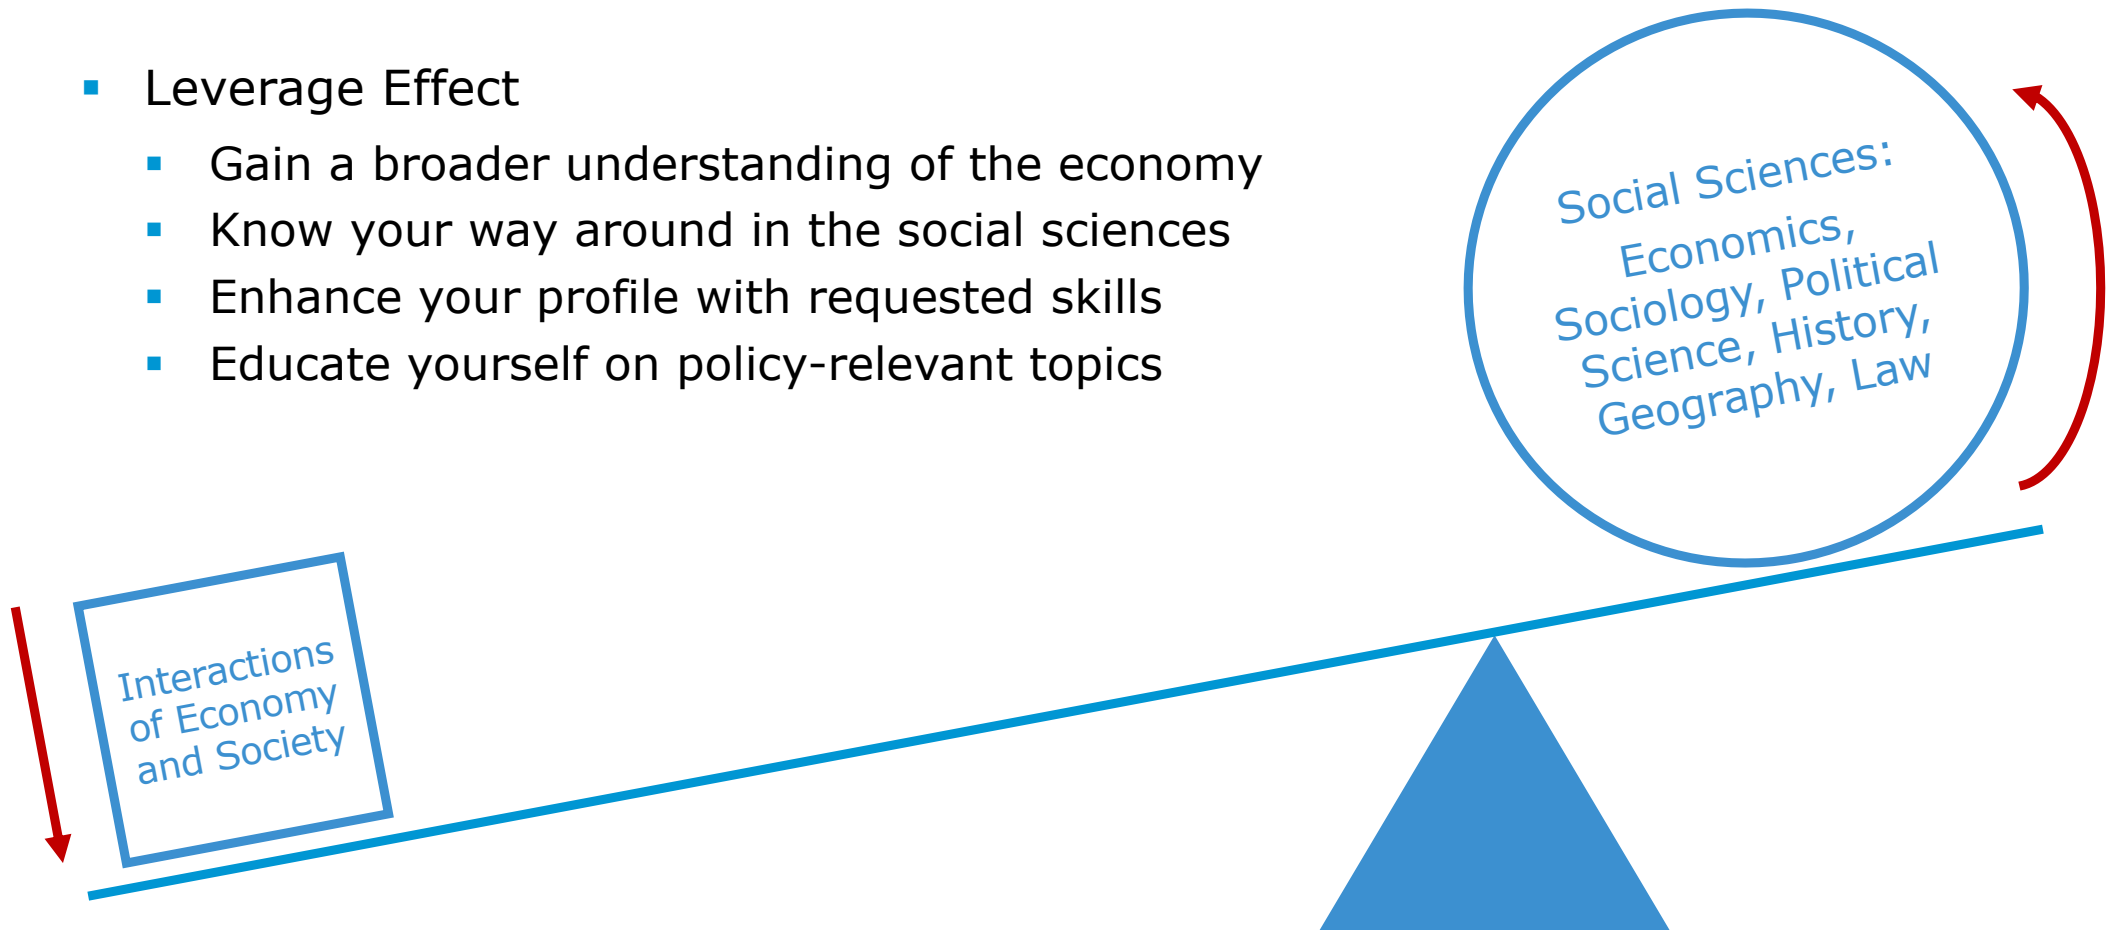 Leverage Effect
Gain a broader understanding of the economy
Know your way around in the social sciences
Enhance your profile with requested skills
Educate yourself on policy-relevant topics
Social Sciences:
Economics,
Sociology, Political
Science, History,
Geography, Law
Interactions
of Economy
and Society